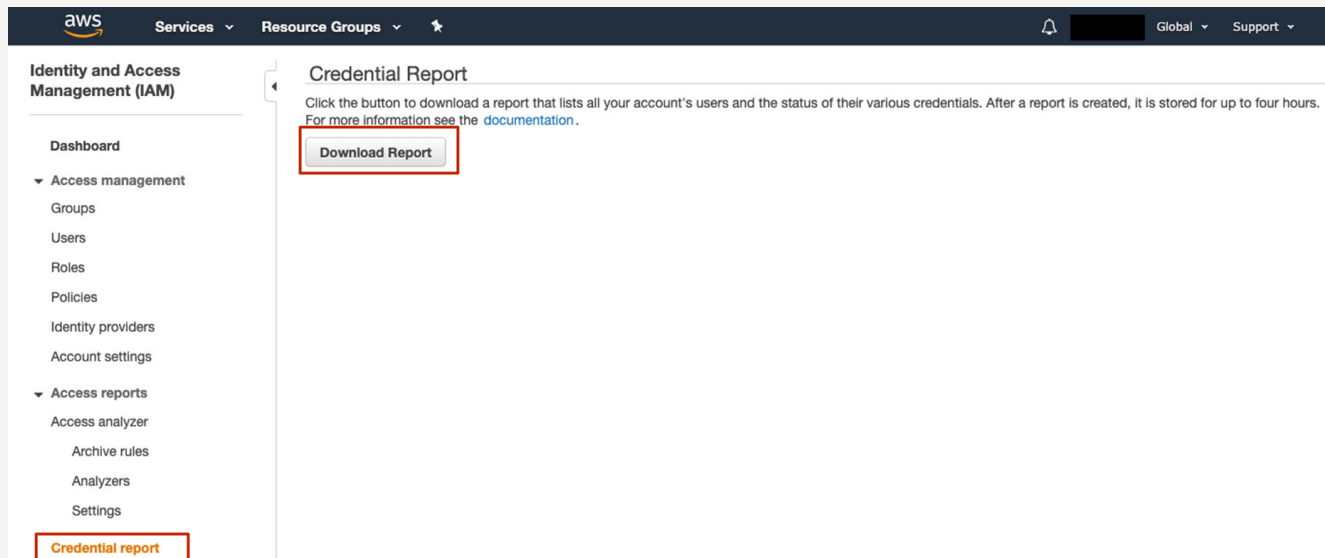 aws Services Resource Groups Global Support
Identity and Access
Management (IAM)
Dashboard
Access management
Groups
Users
Roles
Policies
Identity providers
Account settings
Access reports
Access analyzer
Archive rules
Analyzers
Settings
Credential report
Credential Report
Click the button to download a report that lists all your account's users and the status of their various credentials. After a report is created, it is stored for up to four hours.
For more information see the documentation.
Download Report